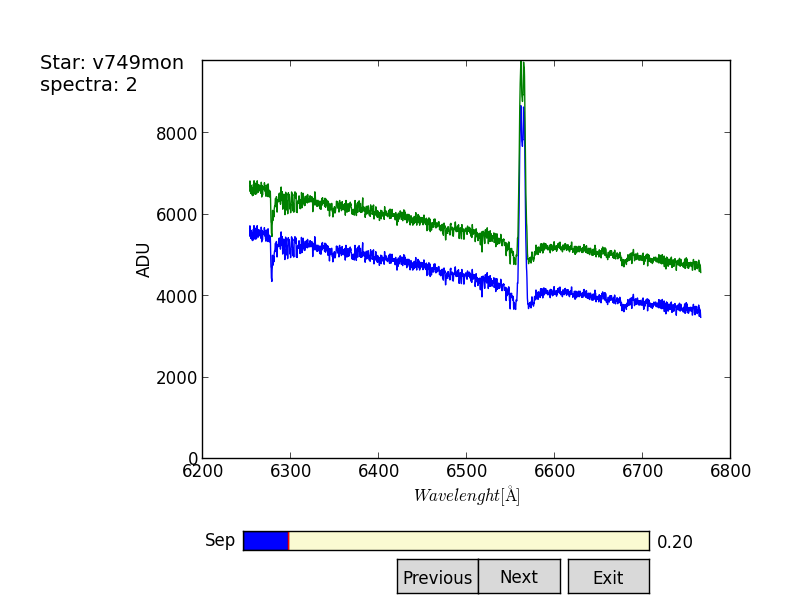 Star: v749mon
spectra: 2
8000
6000
ADU
4000
2000
0
6200 6300 6400 6500 6600 6700 6800
Wavelenght[Å]
Sep 0.20
Previous Next Exit